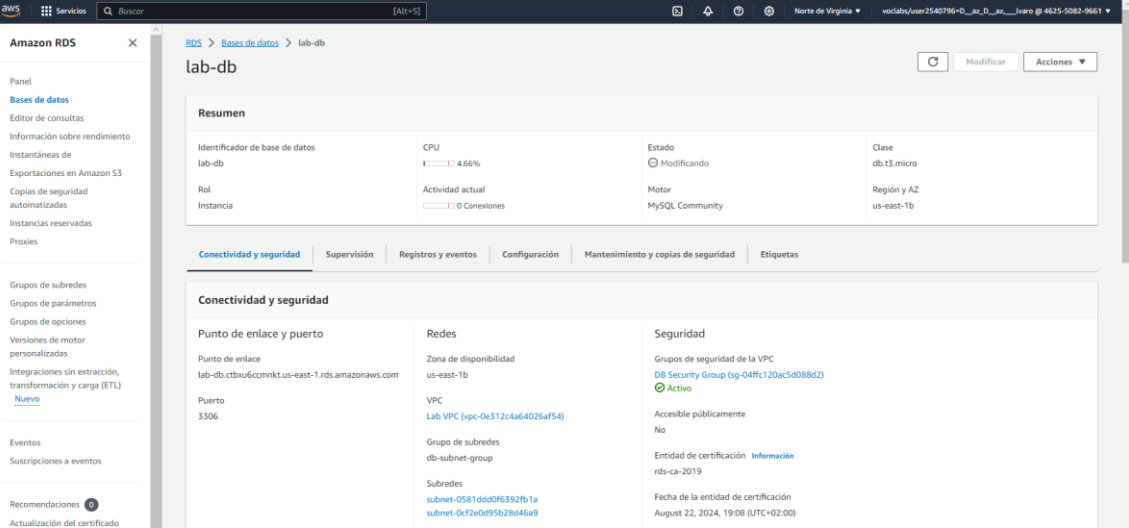 aws
Servicios
Buscar
[Alt+S]
Norte de Virginia
voclabs/user2540796=D__az_D__az,___lvaro @ 4625-5082-9661
Amazon RDS
Panel
Bases de datos
Editor de consultas
Información sobre rendimiento
Instantáneas de
Exportaciones en Amazon S3
Copias de seguridad
automatizadas
Instancias reservadas
Proxies
Grupos de subredes
Grupos de parámetros
Grupos de opciones
Versiones de motor
personalizadas
Integraciones sin extracción,
transformación y carga (ETL)
Nuevo
Eventos
Suscripciones a eventos
Recomendaciones 0
Actualización del certificado
RDS > Bases de datos > lab-db
lab-db
Modificar
Acciones
Resumen
Identificador de base de datos
lab-db
CPU
4.66%
Estado
Modificando
Clase
db.t3.micro
Rol
Instancia
Actividad actual
0 Conexiones
Motor
MySQL Community
Región y AZ
us-east-1b
Conectividad y seguridad
Supervisión
Registros y eventos
Configuración
Mantenimiento y copias de seguridad
Etiquetas
Conectividad y seguridad
Punto de enlace y puerto
Punto de enlace
lab-db.ctbxu6ccmnkt.us-east-1.rds.amazonaws.com
Puerto
3306
Redes
Zona de disponibilidad
us-east-1b
VPC
Lab VPC (vpc-0e312c4a64026af54)
Grupo de subredes
db-subnet-group
Subredes
subnet-0581ddd0f6392fb1a
subnet-0cf2e0d95b28d46a9
Seguridad
Grupos de seguridad de la VPC
DB Security Group (sg-04ffc120ac5d088d2)
Activo
Accesible públicamente
No
Entidad de certificación Información
rds-ca-2019
Fecha de la entidad de certificación
August 22, 2024, 19:08 (UTC+02:00)